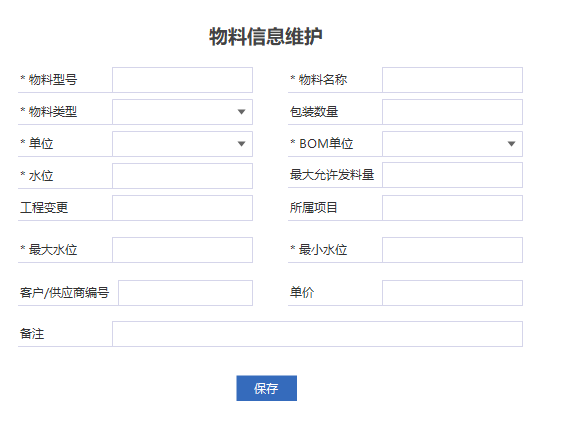 物料信息维护
* 物料型号 * 物料名称
* 物料类型 包装数量
* 单位 * BOM单位
* 水位 最大允许发料量
工程变更 所属项目
* 最大水位 * 最小水位
客户/供应商编号 单价
备注
保存